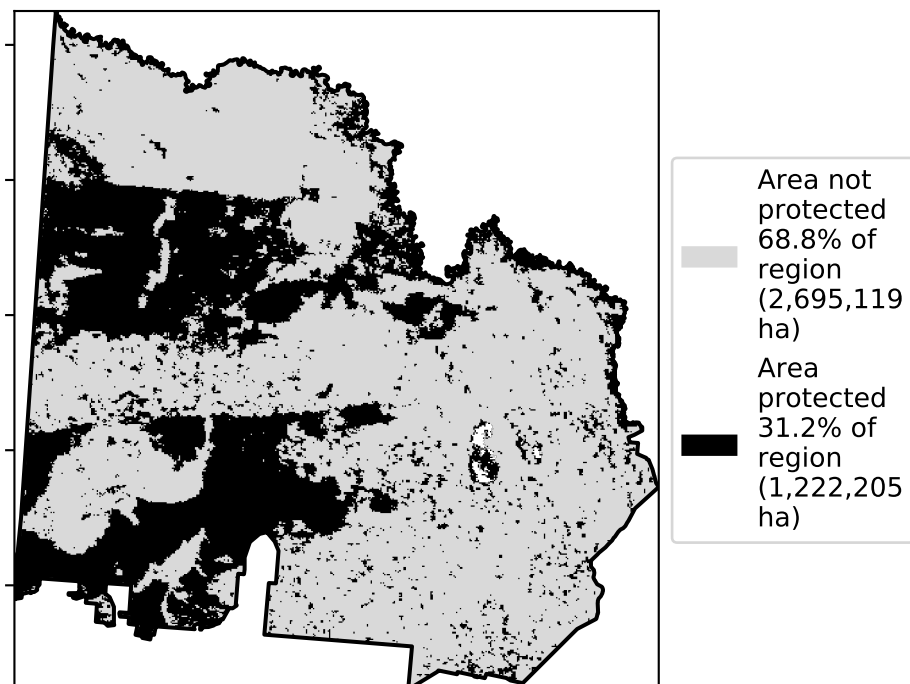 Area not
protected
68.8% of
region
(2,695,119
ha)
Area
protected
31.2% of
region
(1,222,205
ha)